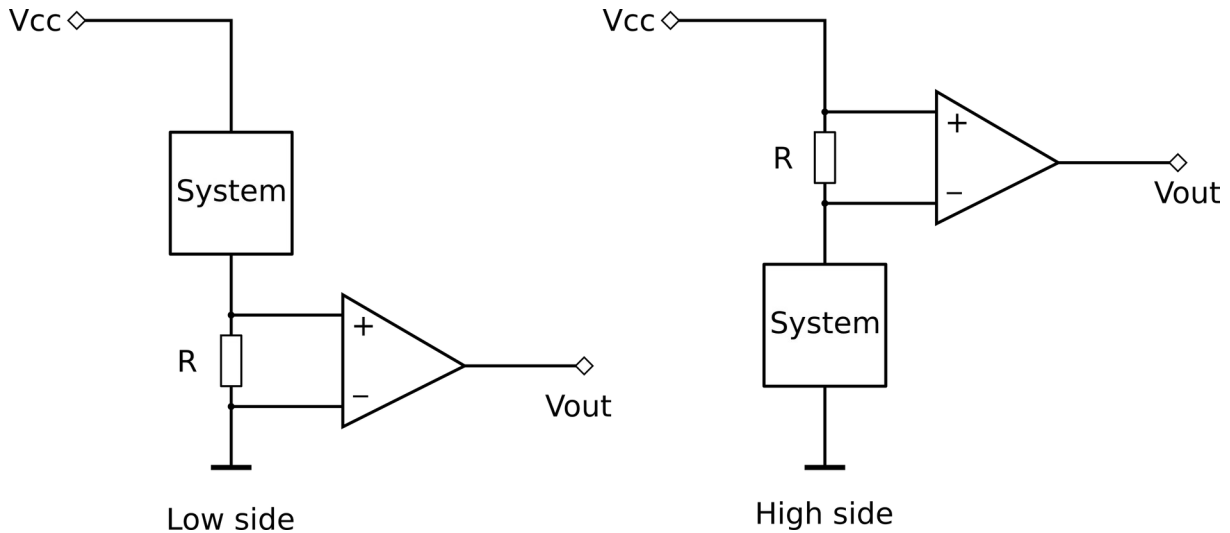 Vcc
System
R
+
−
Vout
Low side
Vcc
R
+
−
Vout
System
High side